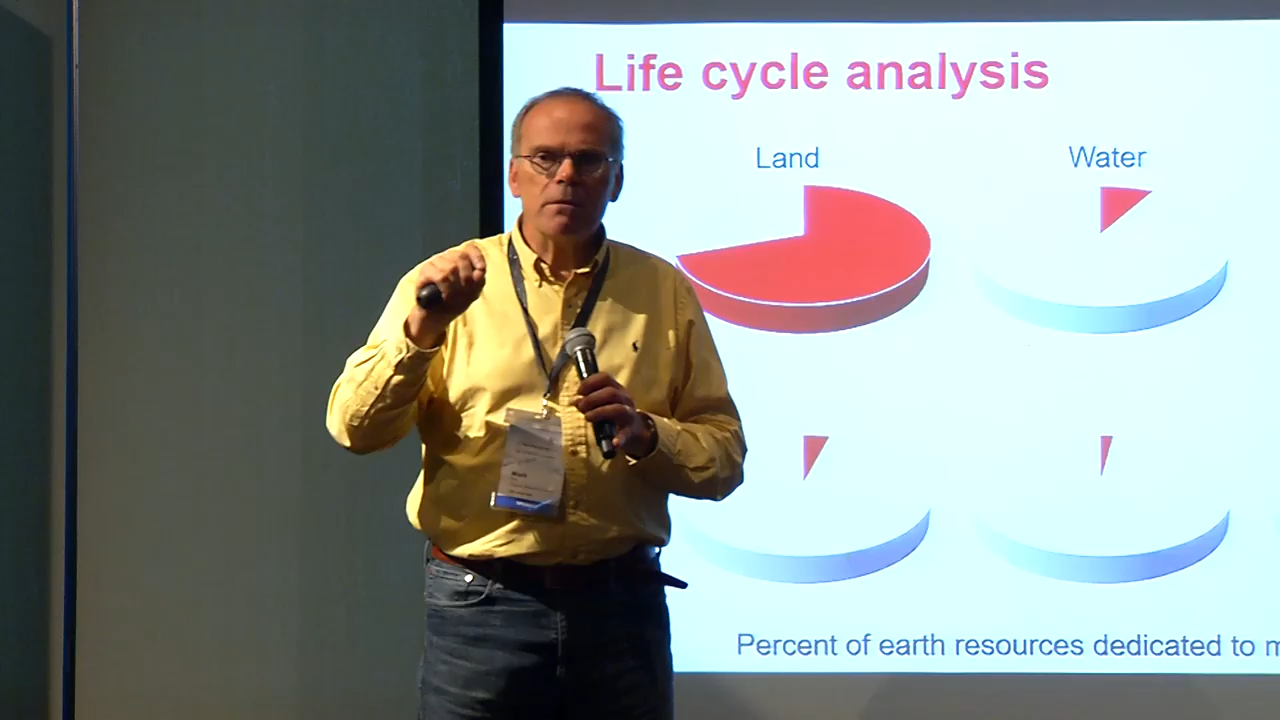 Life cycle analysis
Land
Water
Percent of earth resources dedicated to m